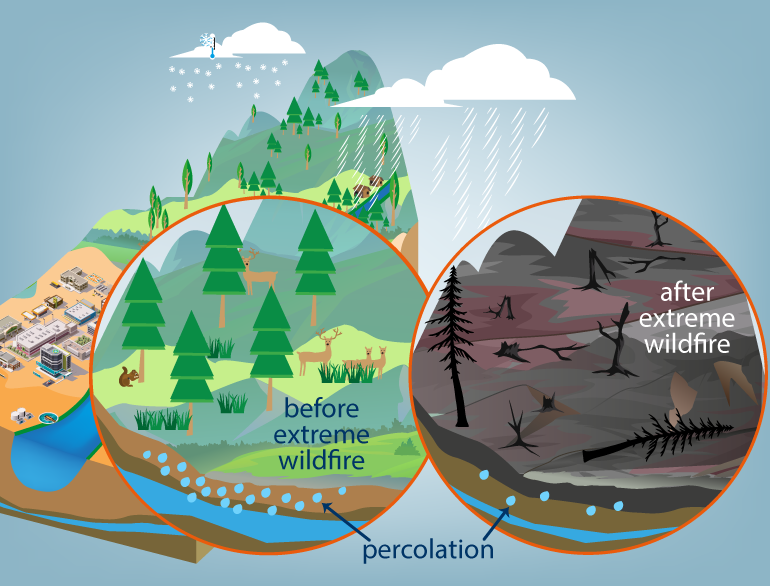 before
extreme
wildfire
after
extreme
wildfire
percolation